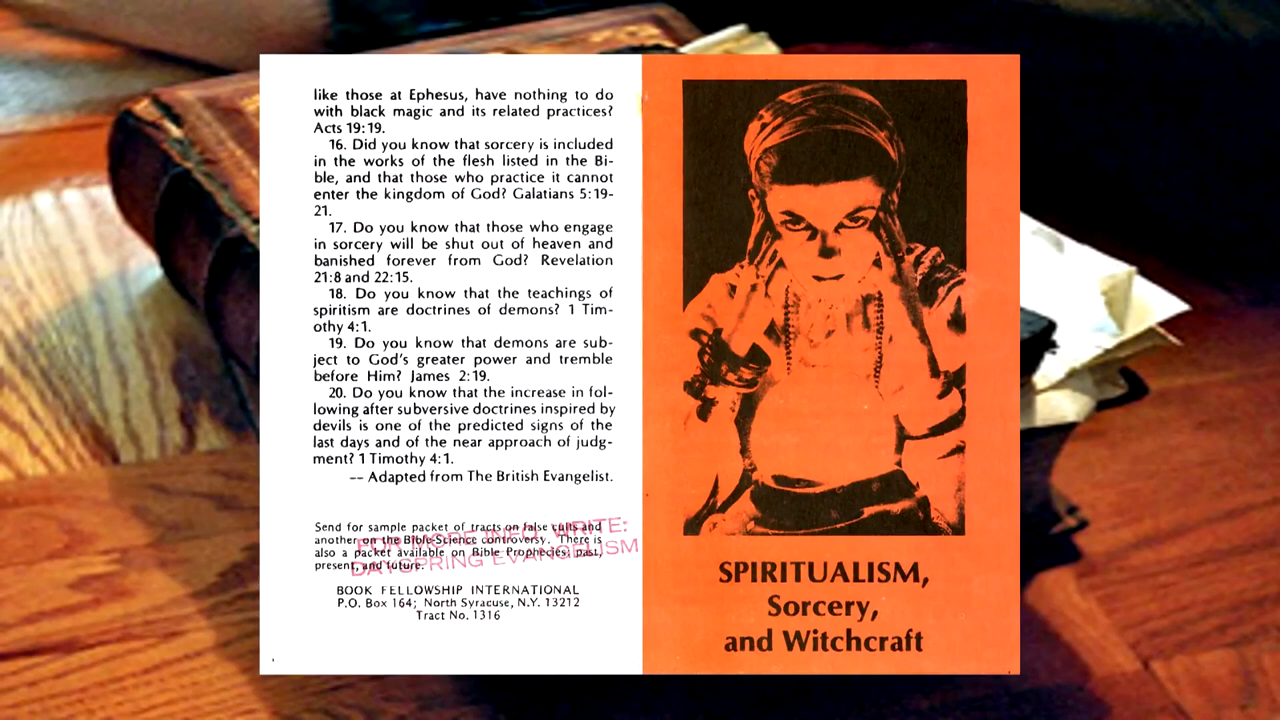 like those at Ephesus, have nothing to do
with black magic and its related practices?
Acts 19:19.
16. Did you know that sorcery is included
in the works of the flesh listed in the Bi-
ble, and that those who practice it cannot
enter the kingdom of God? Galatians 5:19-
21.
17. Do you know that those who engage
in sorcery will be shut out of heaven and
banished forever from God? Revelation
21:8 and 22:15.
18. Do you know that the teachings of
spiritism are doctrines of demons? 1 Tim-
othy 4:1.
19. Do you know that demons are sub-
ject to God's greater power and tremble
before Him? James 2:19.
20. Do you know that the increase in fol-
lowing after subversive doctrines inspired by
devils is one of the predicted signs of the
last days and of the near approach of judg-
ment? 1 Timothy 4:1.
-- Adapted from The British Evangelist.
Send for sample packet of tracts on false cults and
another on the Bible-Science controversy. There is
also a packet available on Bible Prophecies: past,
present, and future.
FOR MORE INFO. WRITE:
DAYSPRING EVANGELISM
BOOK FELLOWSHIP INTERNATIONAL
P.O. Box 164; North Syracuse, N.Y. 13212
Tract No. 1316
SPIRITUALISM,
Sorcery,
and Witchcraft